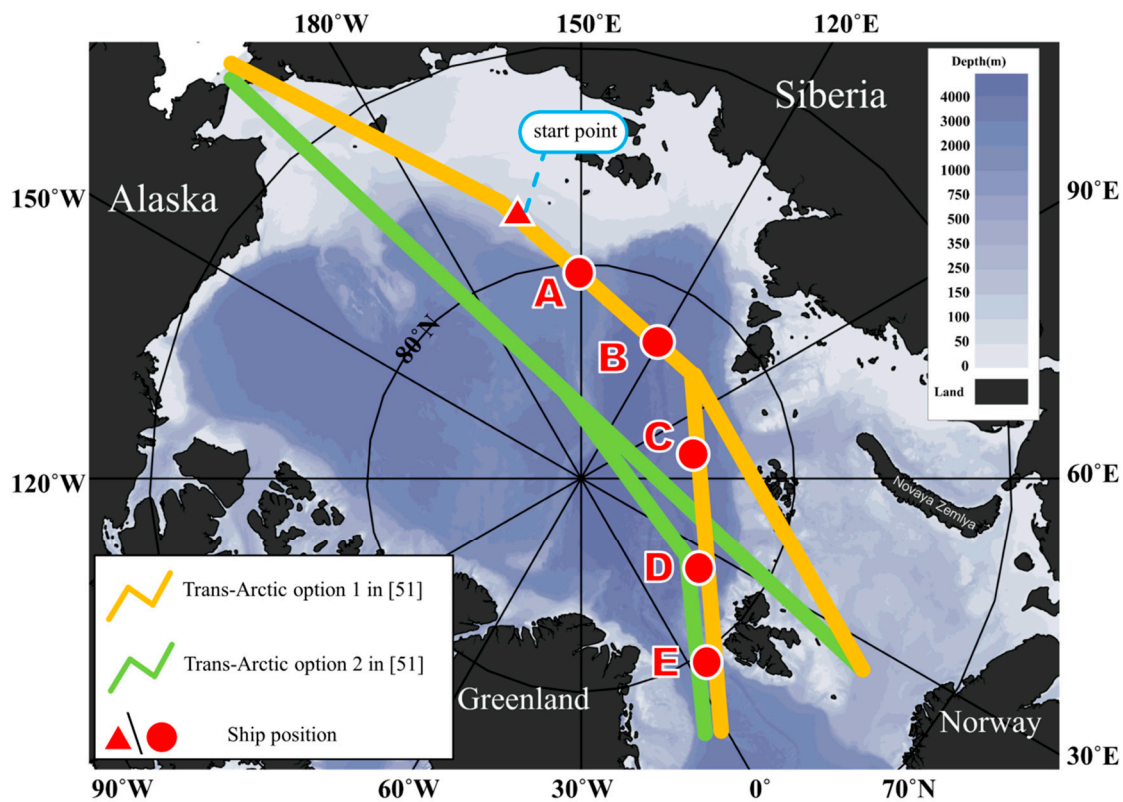 180°W
150°E
120°E
Siberia
start point
Depth(m)
4000
3000
2000
1000
750
500
350
250
150
100
50
0
Land
150°W
Alaska
90°E
A
80°N
B
C
120°W
60°E
Novaya Zemlya
D
E
Trans-Arctic option 1 in [51]
Trans-Arctic option 2 in [51]
Ship position
Greenland
Norway
30°E
90°W
60°W
30°W
0°
70°N